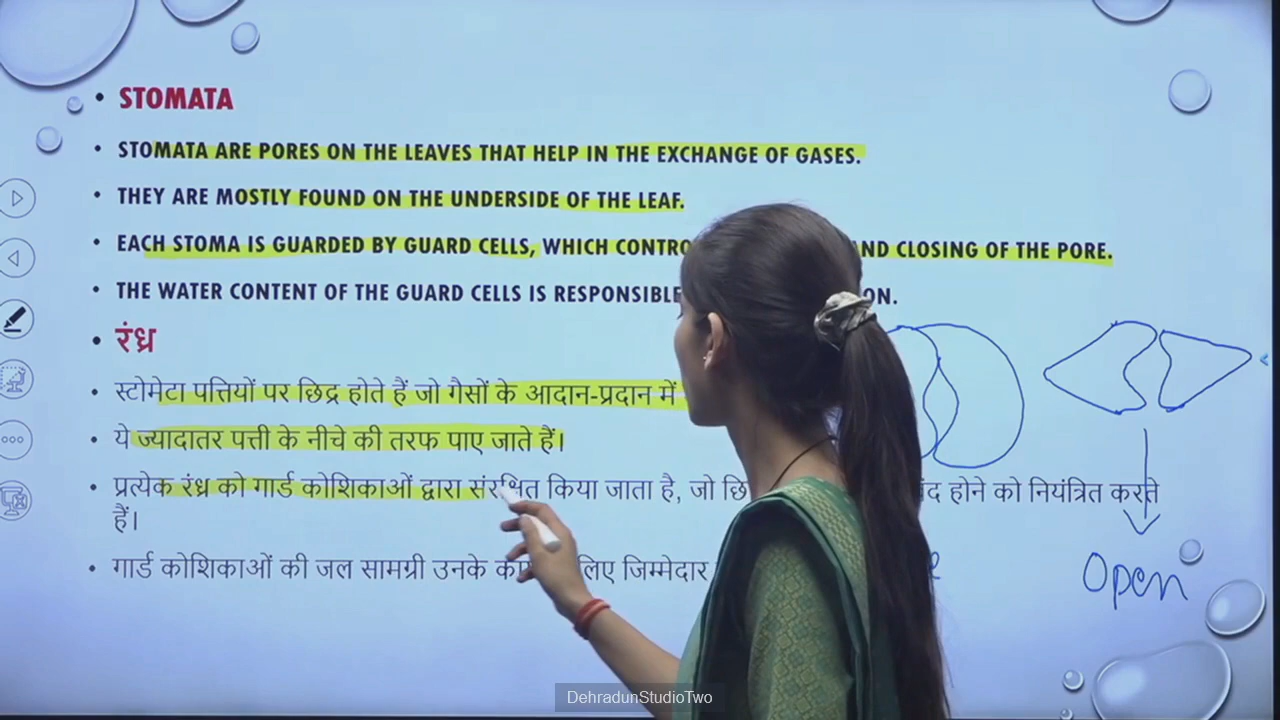 STOMATA
STOMATA ARE PORES ON THE LEAVES THAT HELP IN THE EXCHANGE OF GASES.
THEY ARE MOSTLY FOUND ON THE UNDERSIDE OF THE LEAF.
EACH STOMA IS GUARDED BY GUARD CELLS, WHICH AND CLOSING OF THE PORE.
THE WATER CONTENT OF THE GUARD CELLS IS RESPONSIBLE
रंध्र
स्टोमेटा पत्तियों पर छिद्र होते हैं जो गैसों के आदान-प्रदान में
ये ज्यादातर पत्ती के नीचे की तरफ पाए जाते हैं।
प्रत्येक रंध्र को गार्ड कोशिकाओं द्वारा संरक्षित किया जाता है, जो होने को नियंत्रित करते
हैं।
गार्ड कोशिकाओं की जल सामग्री उनके लिए जिम्मेदार
Open
DehradunStudioTwo